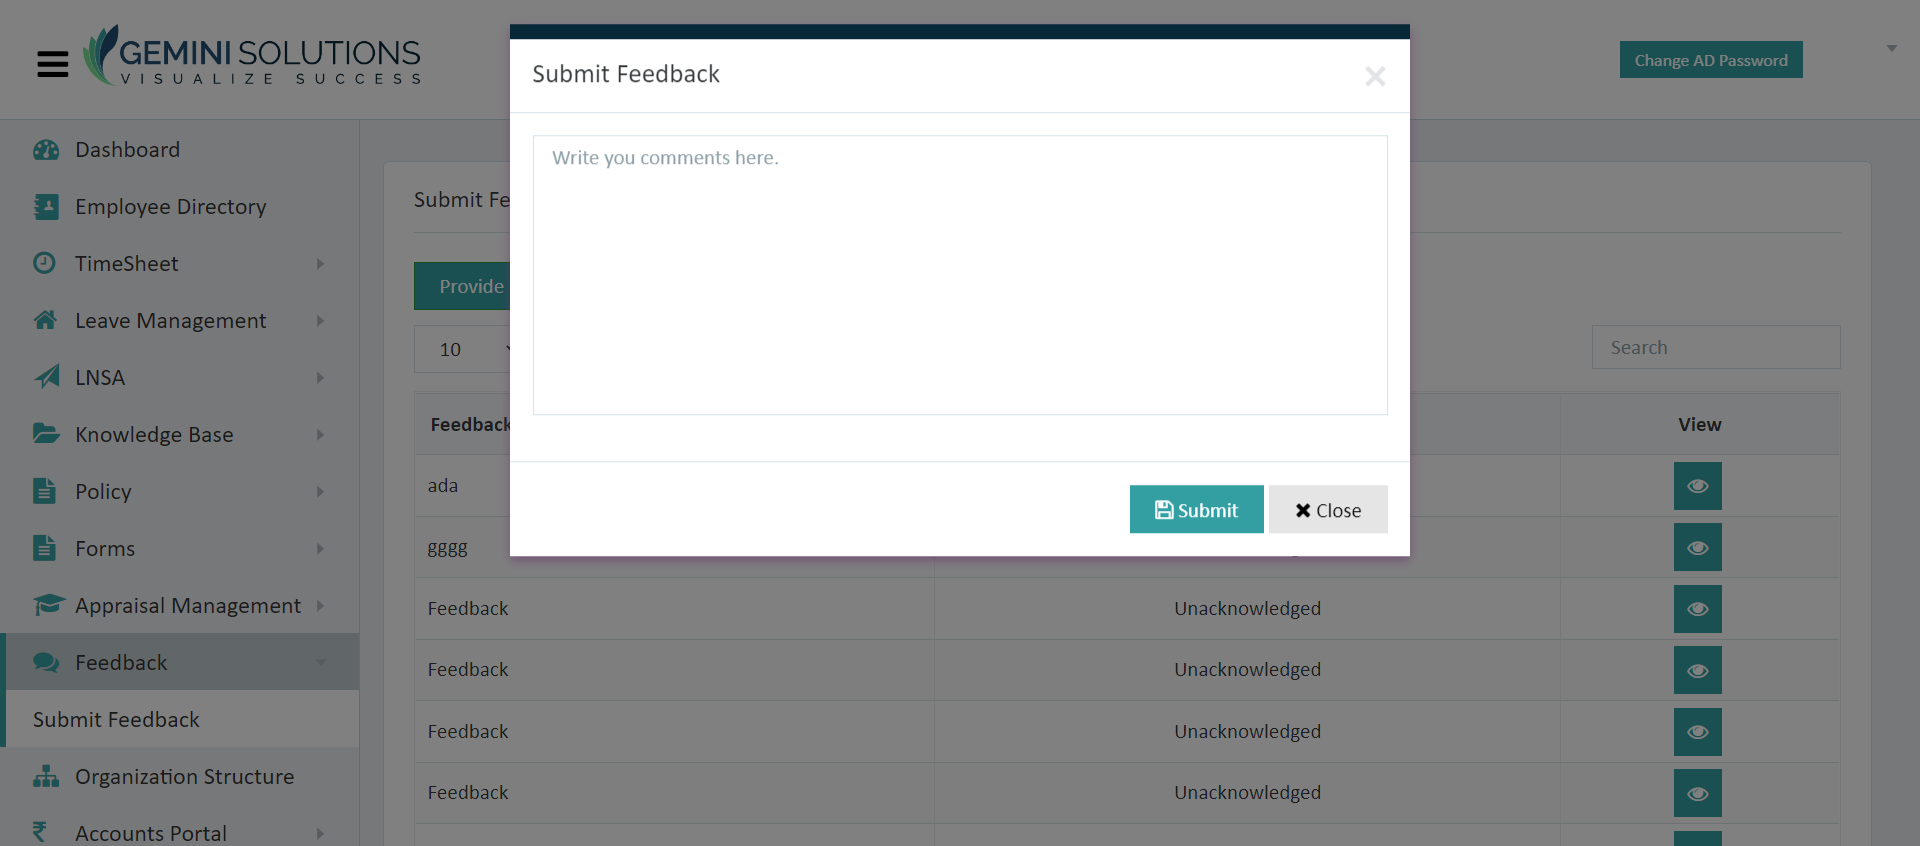 GEMINI SOLUTIONS
VISUALIZE SUCCESS
Change AD Password
Submit Feedback
Write you comments here.
Submit
Close
Dashboard
Employee Directory
TimeSheet
Leave Management
LNSA
Knowledge Base
Policy
Forms
Appraisal Management
Feedback
Submit Feedback
Organization Structure
Accounts Portal
Submit Fe
Provide
10
Search
Feedback View
ada
gggg
Feedback Unacknowledged
Feedback Unacknowledged
Feedback Unacknowledged
Feedback Unacknowledged